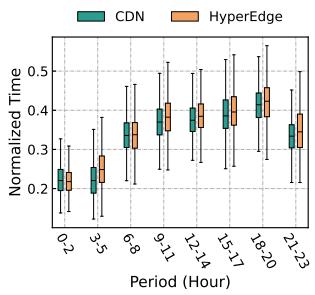 CDN HyperEdge
Normalized Time
0.5
0.4
0.3
0.2
0-2 3-5 6-8 9-11 12-14 15-17 18-20 21-23
Period (Hour)